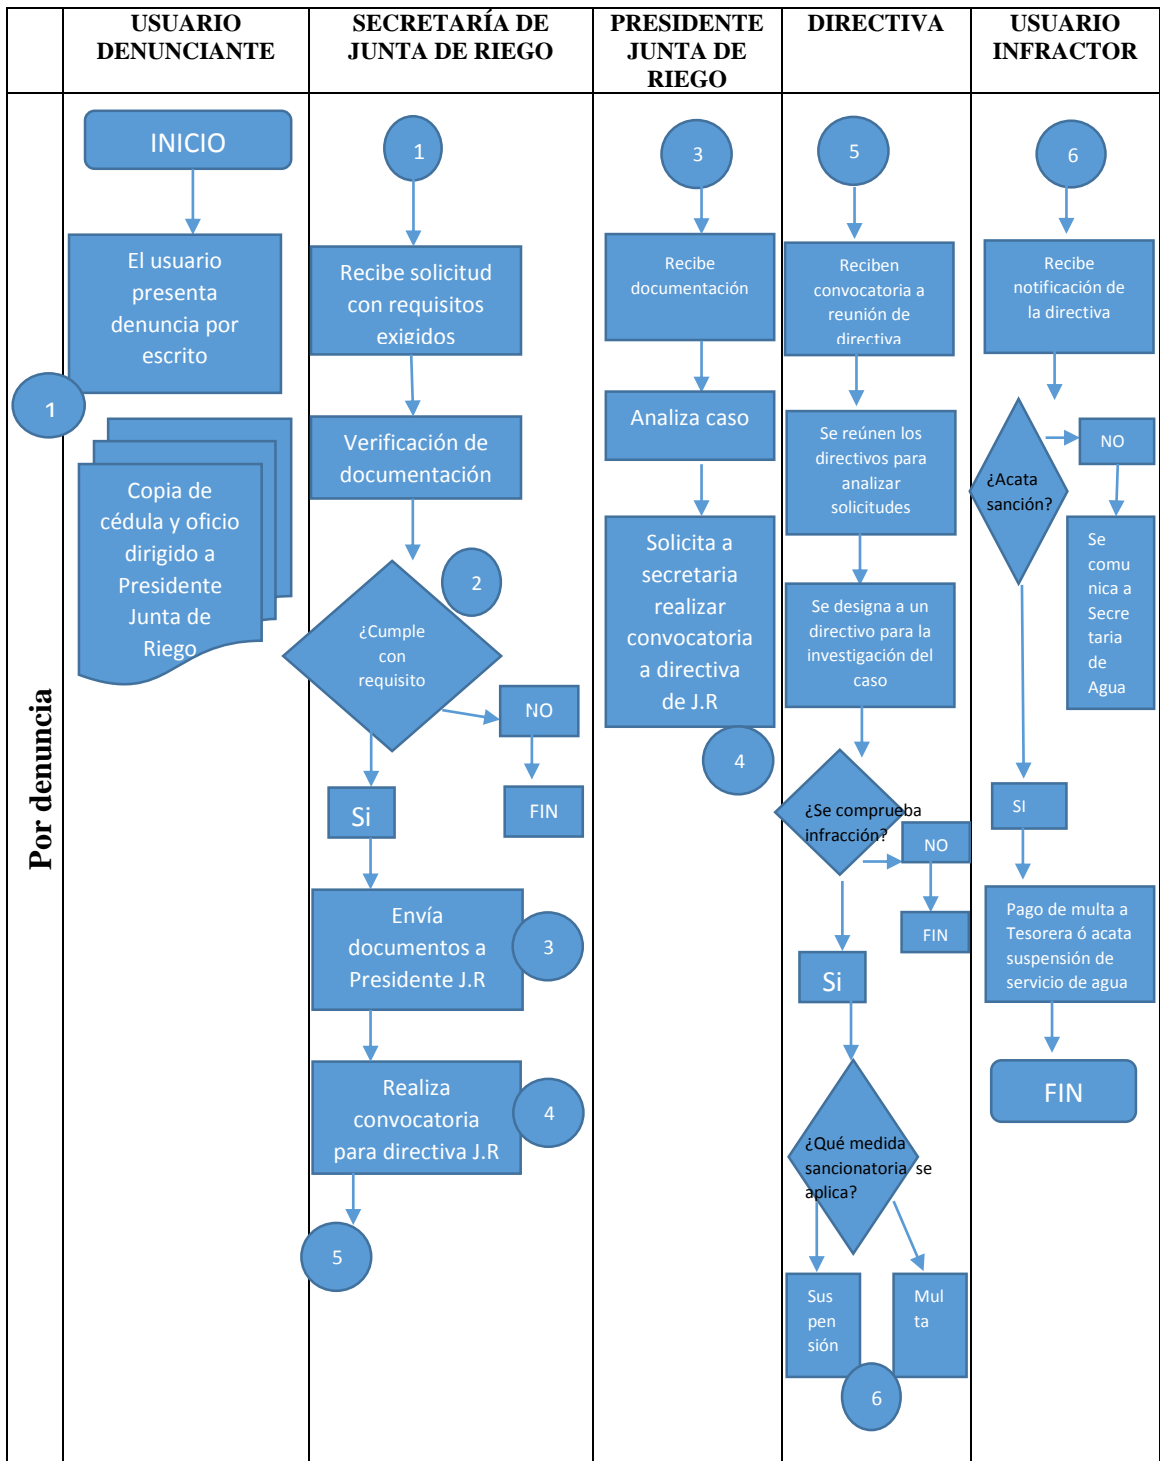 USUARIO
DENUNCIANTE
SECRETARÍA DE
JUNTA DE RIEGO
PRESIDENTE
JUNTA DE
RIEGO
DIRECTIVA
USUARIO
INFRACTOR
Por denuncia
INICIO
El usuario
presenta
denuncia por
escrito
1
Copia de
cédula y oficio
dirigido a
Presidente
Junta de
Riego
1
Recibe solicitud
con requisitos
exigidos
Verificación de
documentación
2
¿Cumple
con
requisito
NO
FIN
Si
Envía
documentos a
Presidente J.R
3
Realiza
convocatoria
para directiva J.R
4
5
3
Recibe
documentación
Analiza caso
Solicita a
secretaria
realizar
convocatoria
a directiva
de J.R
4
5
Reciben
convocatoria a
reunión de
directiva
Se reúnen los
directivos para
analizar
solicitudes
Se designa a un
directivo para la
investigación del
caso
¿Se comprueba
infracción?
NO
FIN
Si
¿Qué medida
sancionatoria se
aplica?
Sus
pen
sión
Mul
ta
6
6
Recibe
notificación de
la directiva
¿Acata
sanción?
NO
Se
comu
nica a
Secre
taria
de
Agua
SI
Pago de multa a
Tesorera ó acata
suspensión de
servicio de agua
FIN